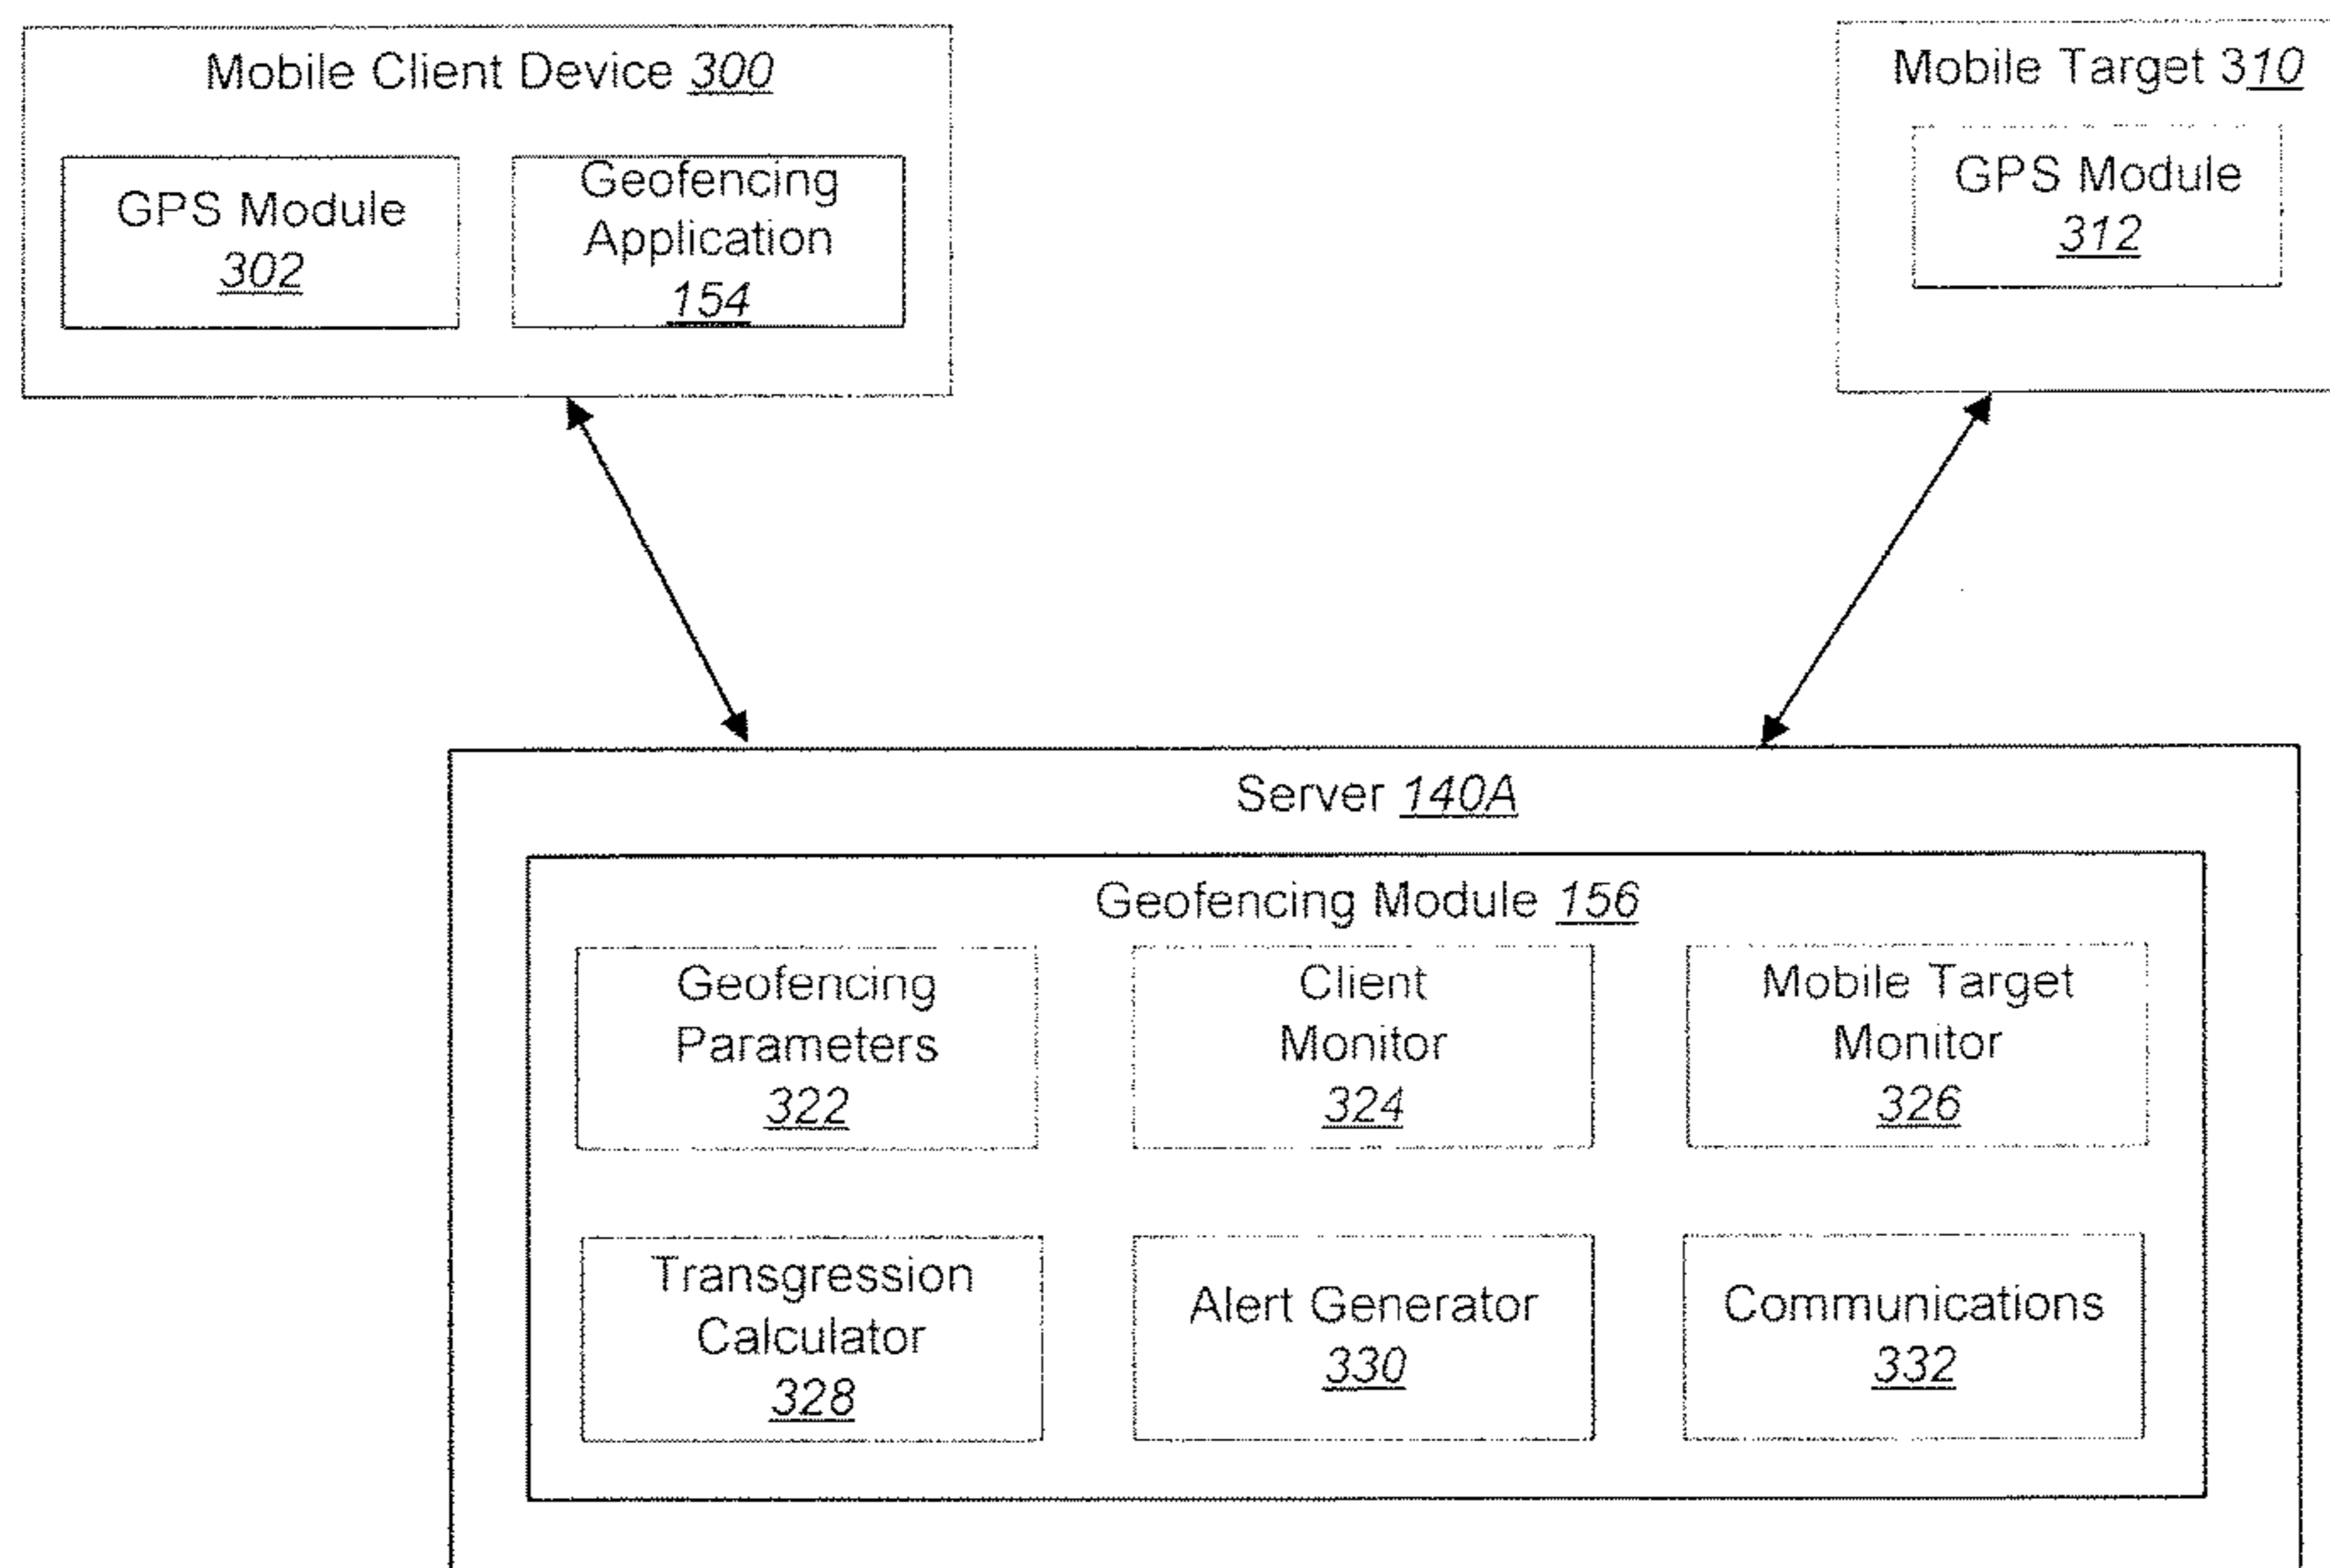 Mobile Client Device 300
GPS Module
302
Geofencing
Application
154
Mobile Target 310
GPS Module
312
Server 140A
Geofencing Module 156
Geofencing
Parameters
322
Client
Monitor
324
Mobile Target
Monitor
326
Transgression
Calculator
328
Alert Generator
330
Communications
332